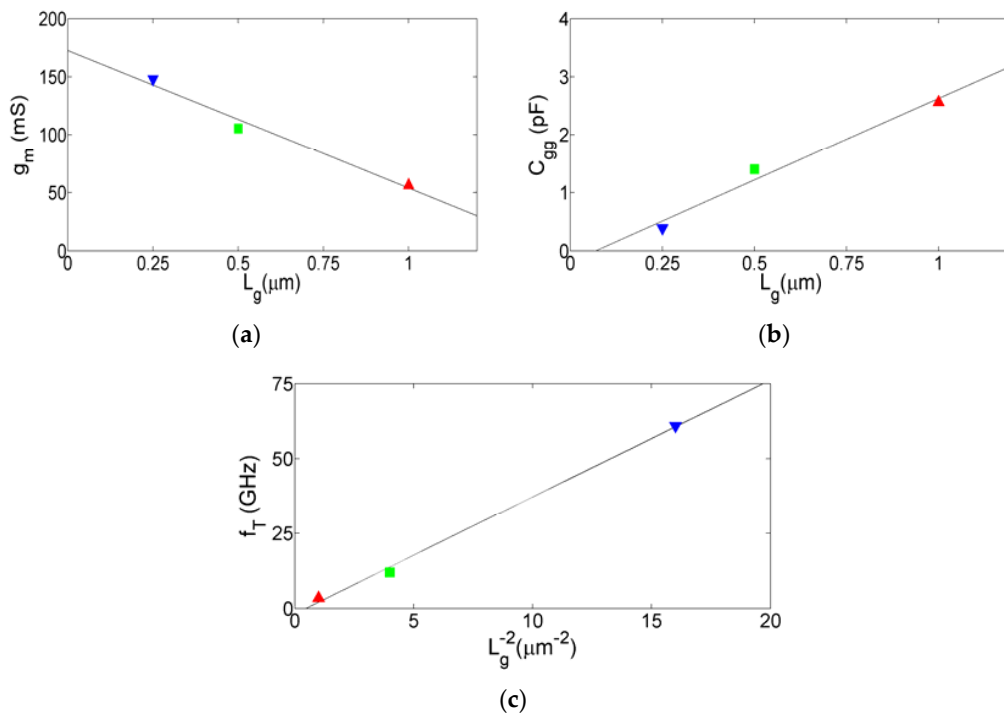 200
150
100
50
0
0 0.25 0.5 0.75 1
g_m (mS)
L_g(μm)
(a)
4
3
2
1
0
0 0.25 0.5 0.75 1
C_gg (pF)
L_g(μm)
(b)
75
50
25
0
0 5 10 15 20
f_T (GHz)
L_g^-2(μm^-2)
(c)